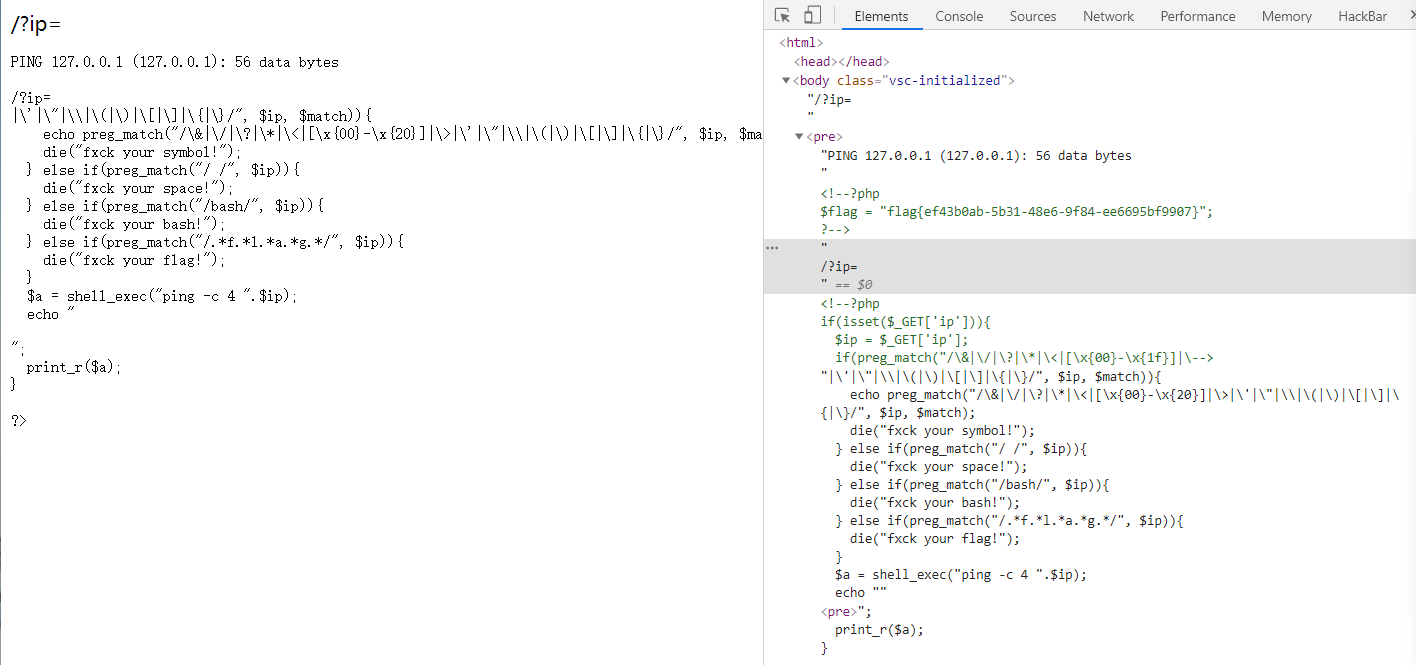 /?ip=
PING 127.0.0.1 (127.0.0.1): 56 data bytes
/?ip=
|\'|\"|\\|\(|\)|\[|\]|\{|\}/", $ip, $match)){
echo preg_match("/\&|\/|\?|\*|\<|[\x{00}-\x{20}]|\>|\'|\"|\\|\(|\)|\[|\]|\{|\}/", $ip, $ma
die("fxck your symbol!");
} else if(preg_match("/ /", $ip)){
die("fxck your space!");
} else if(preg_match("/bash/", $ip)){
die("fxck your bash!");
} else if(preg_match("/.*f.*l.*a.*g.*/", $ip)){
die("fxck your flag!");
}
$a = shell_exec("ping -c 4 ".$ip);
echo "
";
print_r($a);
}
?>
Elements Console Sources Network Performance Memory HackBar
<html>
<head></head>
▼<body class="vsc-initialized">
"/?ip=
"
▼<pre>
"PING 127.0.0.1 (127.0.0.1): 56 data bytes
"
<!--?php
$flag = "flag{ef43b0ab-5b31-48e6-9f84-ee6695bf9907}";
?-->
"
/?ip=
" == $0
<!--?php
if(isset($_GET['ip'])){
$ip = $_GET['ip'];
if(preg_match("/\&|\/|\?|\*|\<|[\x{00}-\x{1f}]|\-->
"|\'|\"|\\|\(|\)|\[|\]|\{|\}/", $ip, $match)){
echo preg_match("/\&|\/|\?|\*|\<|[\x{00}-\x{20}]|\>|\'|\"|\\|\(|\)|\[|\]|\
{|\}/", $ip, $match);
die("fxck your symbol!");
} else if(preg_match("/ /", $ip)){
die("fxck your space!");
} else if(preg_match("/bash/", $ip)){
die("fxck your bash!");
} else if(preg_match("/.*f.*l.*a.*g.*/", $ip)){
die("fxck your flag!");
}
$a = shell_exec("ping -c 4 ".$ip);
echo ""
<pre>";
print_r($a);
}